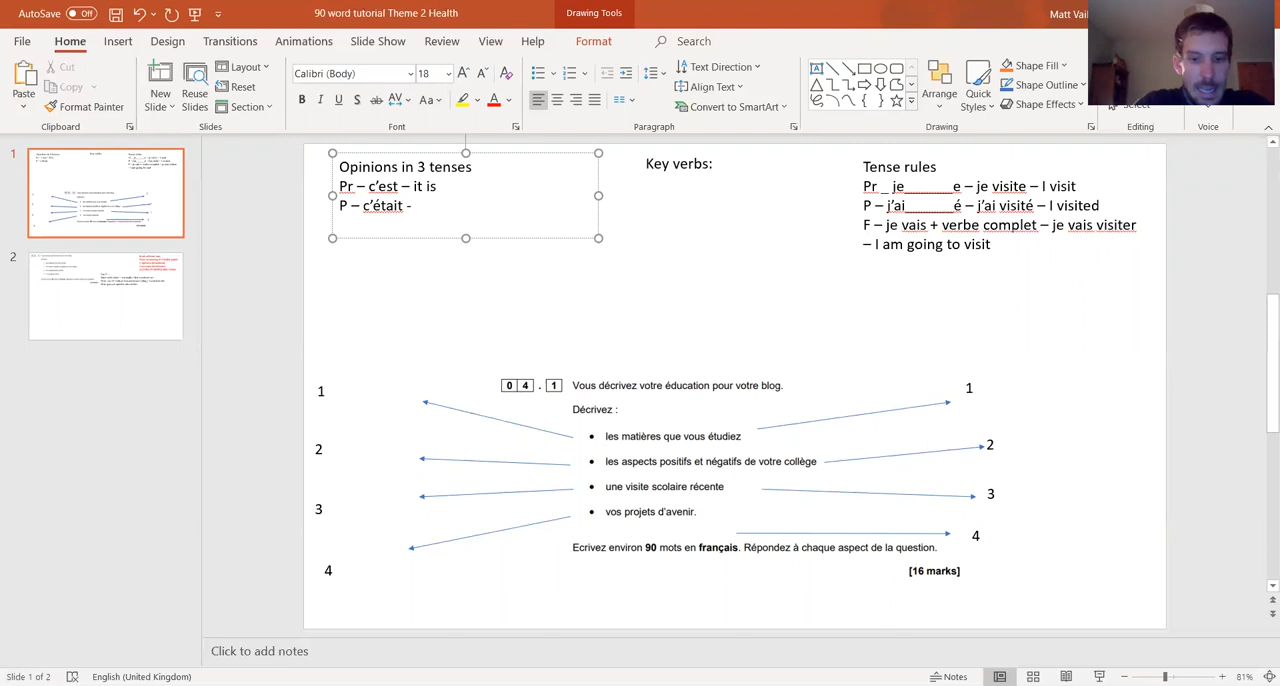 AutoSave Off
90 word tutorial Theme 2 Health
Drawing Tools
Matt Vail
File Home Insert Design Transitions Animations Slide Show Review View Help Format Search
Paste
Cut
Copy
Format Painter
Clipboard
New Slide
Reuse Slides
Layout
Reset
Section
Slides
Calibri (Body) 18
Font
Text Direction
Align Text
Convert to SmartArt
Paragraph
Arrange
Quick Styles
Shape Fill
Shape Outline
Shape Effects
Drawing
Select
Editing
Voice
1
2
Opinions in 3 tenses
Pr – c’est – it is
P – c’était -
Key verbs:
Tense rules
Pr _ je________e – je visite – I visit
P – j’ai________é – j’ai visité – I visited
F – je vais + verbe complet – je vais visiter
– I am going to visit
0 4 . 1 Vous décrivez votre éducation pour votre blog.
Décrivez :
• les matières que vous étudiez
• les aspects positifs et négatifs de votre collège
• une visite scolaire récente
• vos projets d’avenir.
Ecrivez environ 90 mots en français. Répondez à chaque aspect de la question.
[16 marks]
1
2
3
4
1
2
3
4
Click to add notes
Slide 1 of 2
English (United Kingdom)
Notes
81%